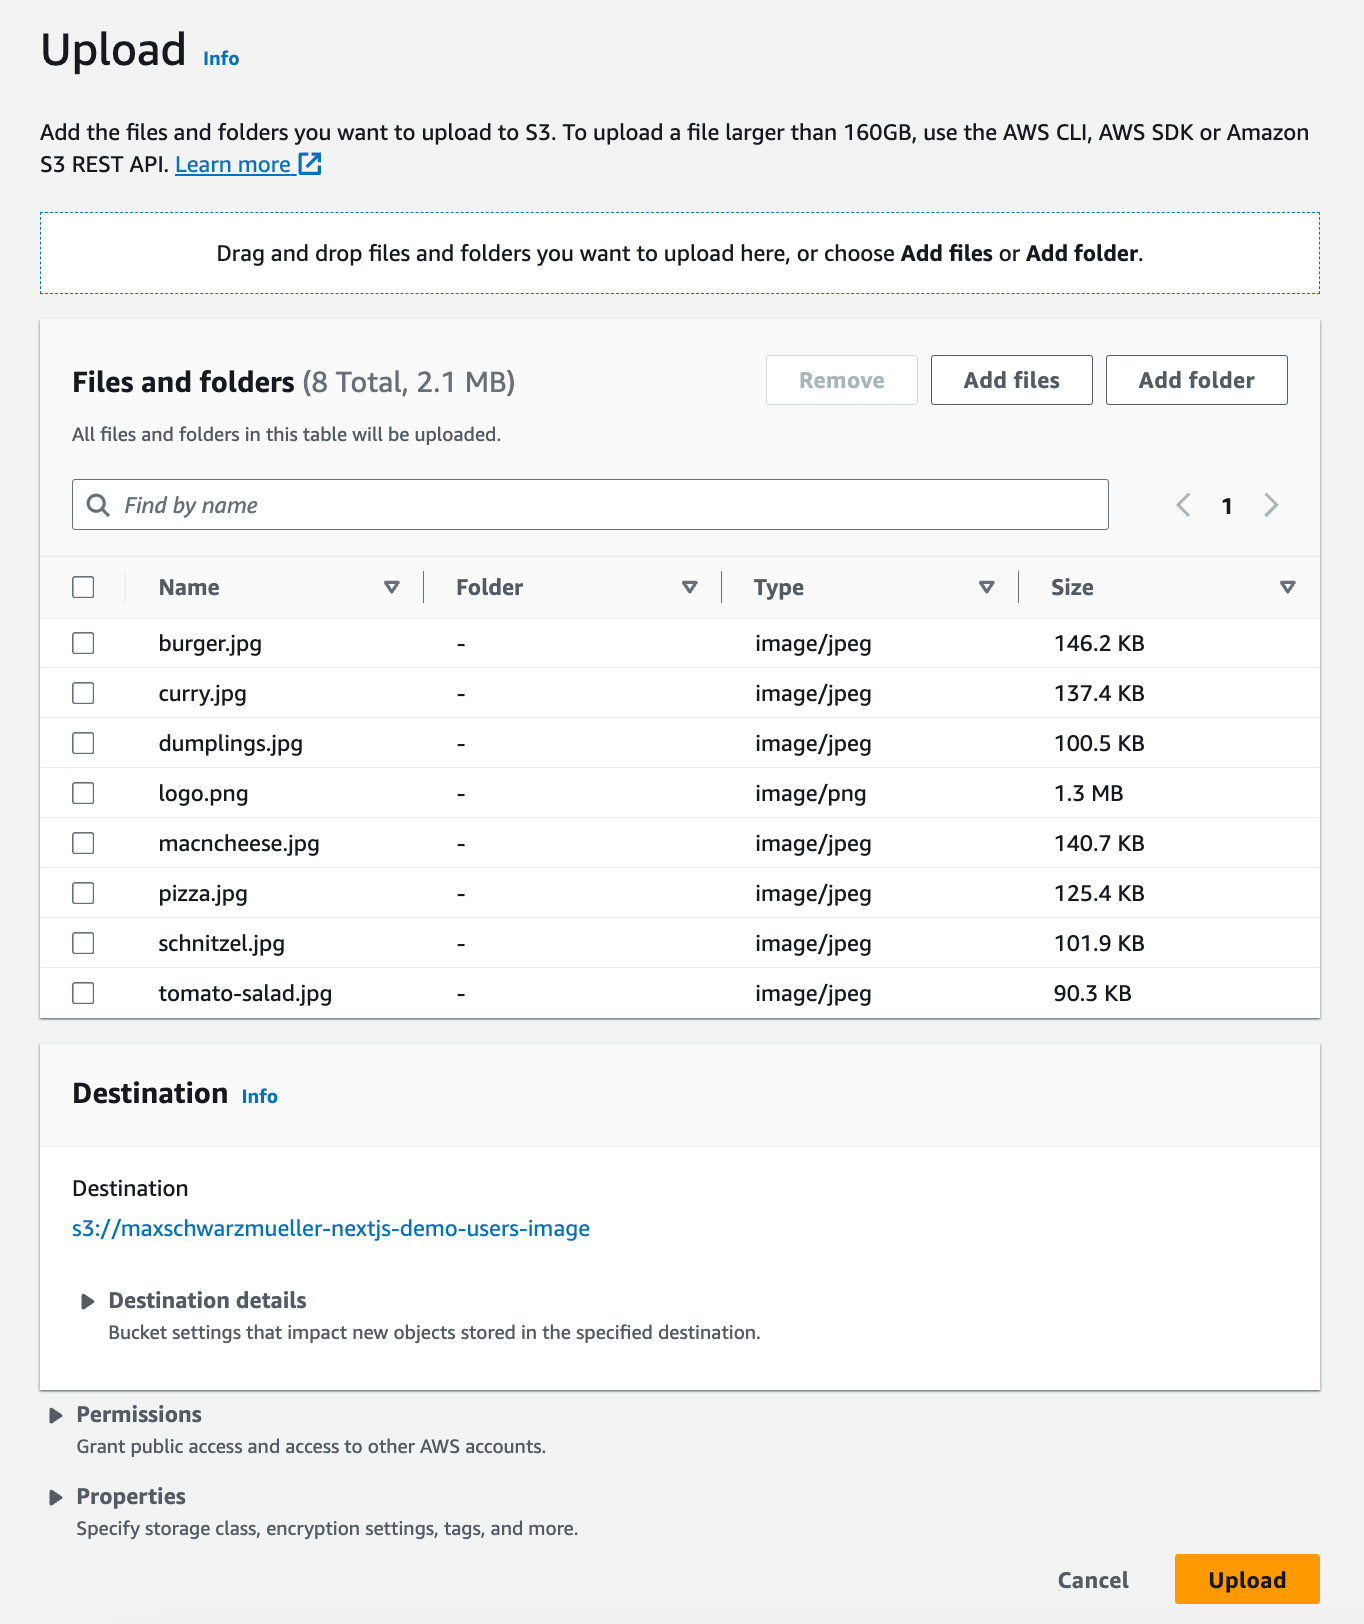 Upload Info
Add the files and folders you want to upload to S3. To upload a file larger than 160GB, use the AWS CLI, AWS SDK or Amazon
S3 REST API. Learn more
Drag and drop files and folders you want to upload here, or choose Add files or Add folder.
Files and folders (8 Total, 2.1 MB) Remove Add files Add folder
All files and folders in this table will be uploaded.
Find by name 1
Name Folder Type Size
burger.jpg - image/jpeg 146.2 KB
curry.jpg - image/jpeg 137.4 KB
dumplings.jpg - image/jpeg 100.5 KB
logo.png - image/png 1.3 MB
macncheese.jpg - image/jpeg 140.7 KB
pizza.jpg - image/jpeg 125.4 KB
schnitzel.jpg - image/jpeg 101.9 KB
tomato-salad.jpg - image/jpeg 90.3 KB
Destination Info
Destination
s3://maxschwarzmueller-nextjs-demo-users-image
Destination details
Bucket settings that impact new objects stored in the specified destination.
Permissions
Grant public access and access to other AWS accounts.
Properties
Specify storage class, encryption settings, tags, and more.
Cancel Upload